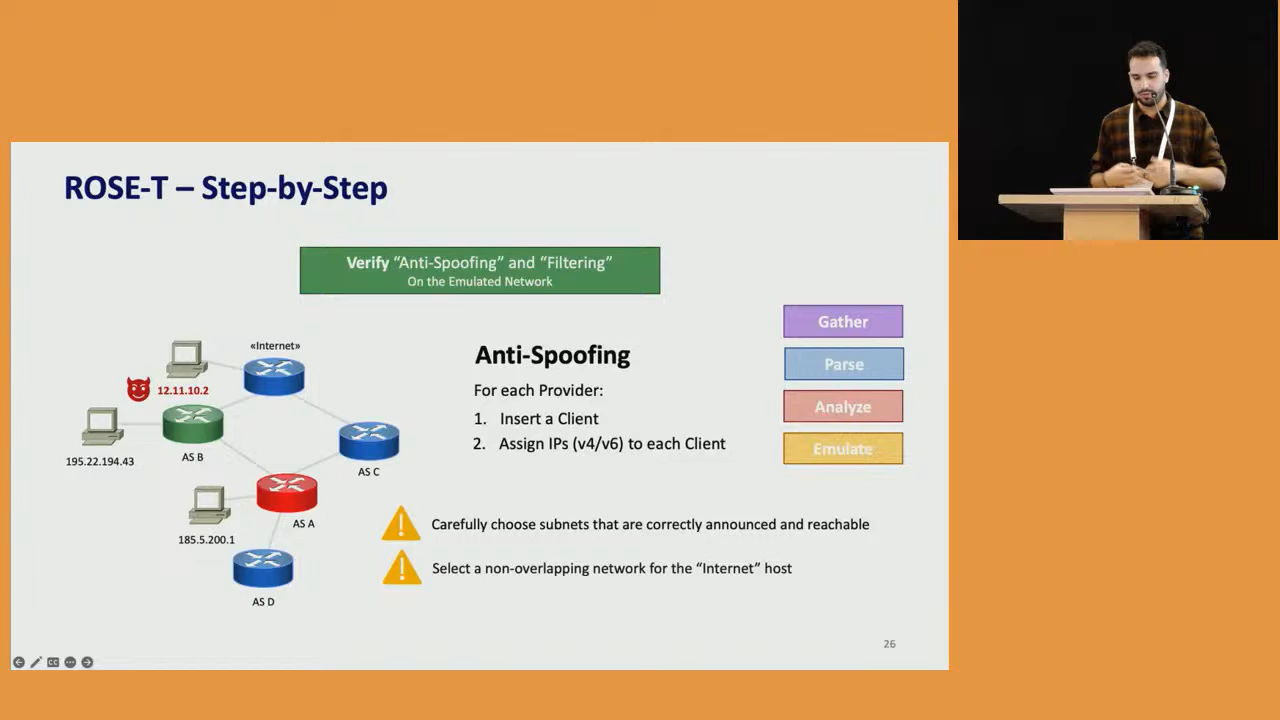 ROSE-T – Step-by-Step
Verify “Anti-Spoofing” and “Filtering”
On the Emulated Network
«Internet»
12.11.10.2
195.22.194.43
AS B
AS C
185.5.200.1
AS A
AS D
Anti-Spoofing
For each Provider:
1. Insert a Client
2. Assign IPs (v4/v6) to each Client
Gather
Parse
Analyze
Emulate
Carefully choose subnets that are correctly announced and reachable
Select a non-overlapping network for the “Internet” host
26
CC